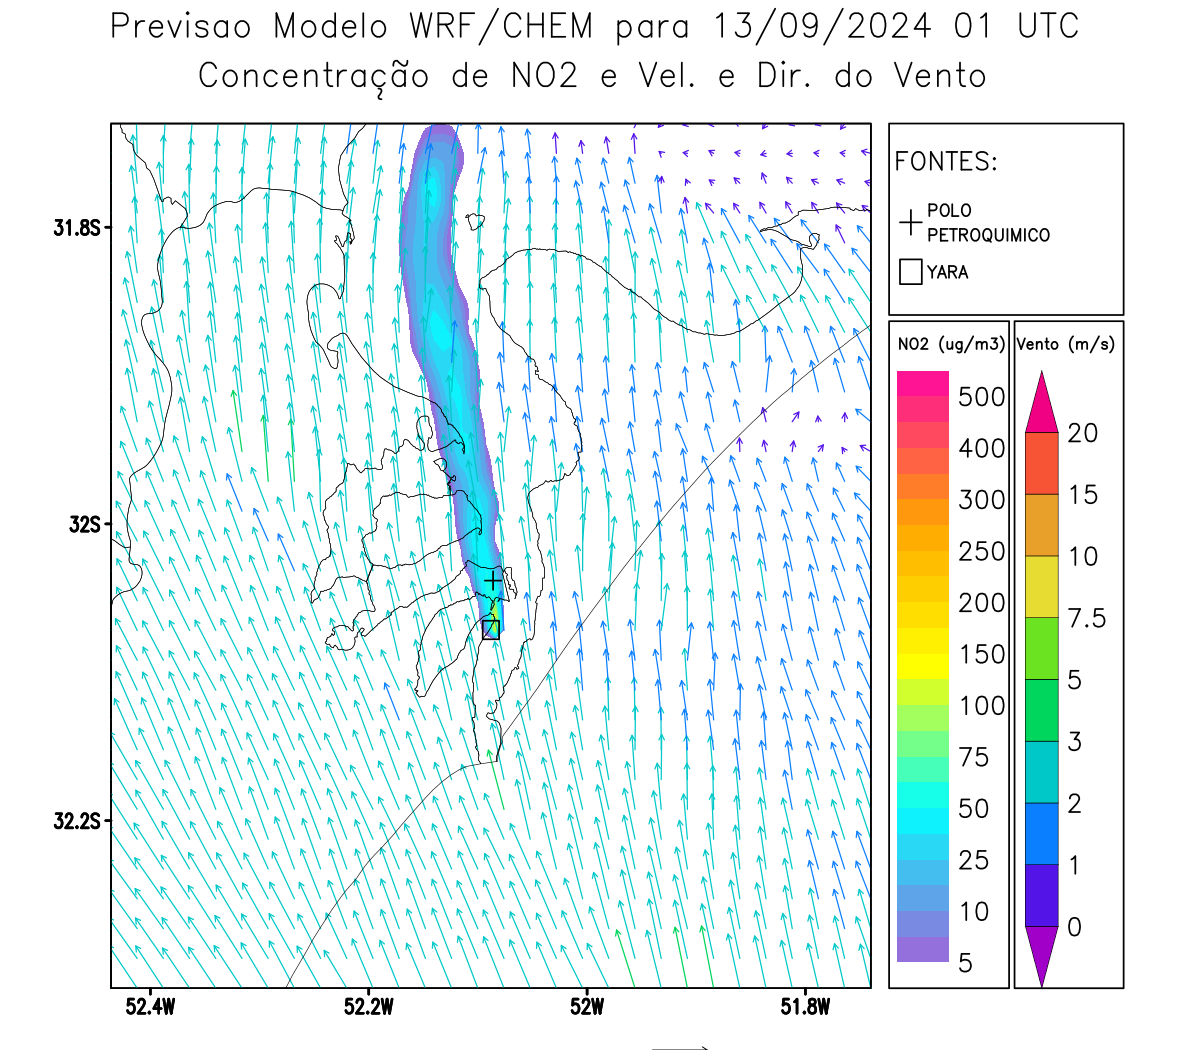 Previsao Modelo WRF/CHEM para 13/09/2024 01 UTC
Concentração de NO2 e Vel. e Dir. do Vento
FONTES:
POLO
PETROQUIMICO
YARA
NO2 (ug/m3)
500
400
300
250
200
150
100
75
50
25
10
5
Vento (m/s)
20
15
10
7.5
5
3
2
1
0
31.8S
32S
32.2S
52.4W
52.2W
52W
51.8W